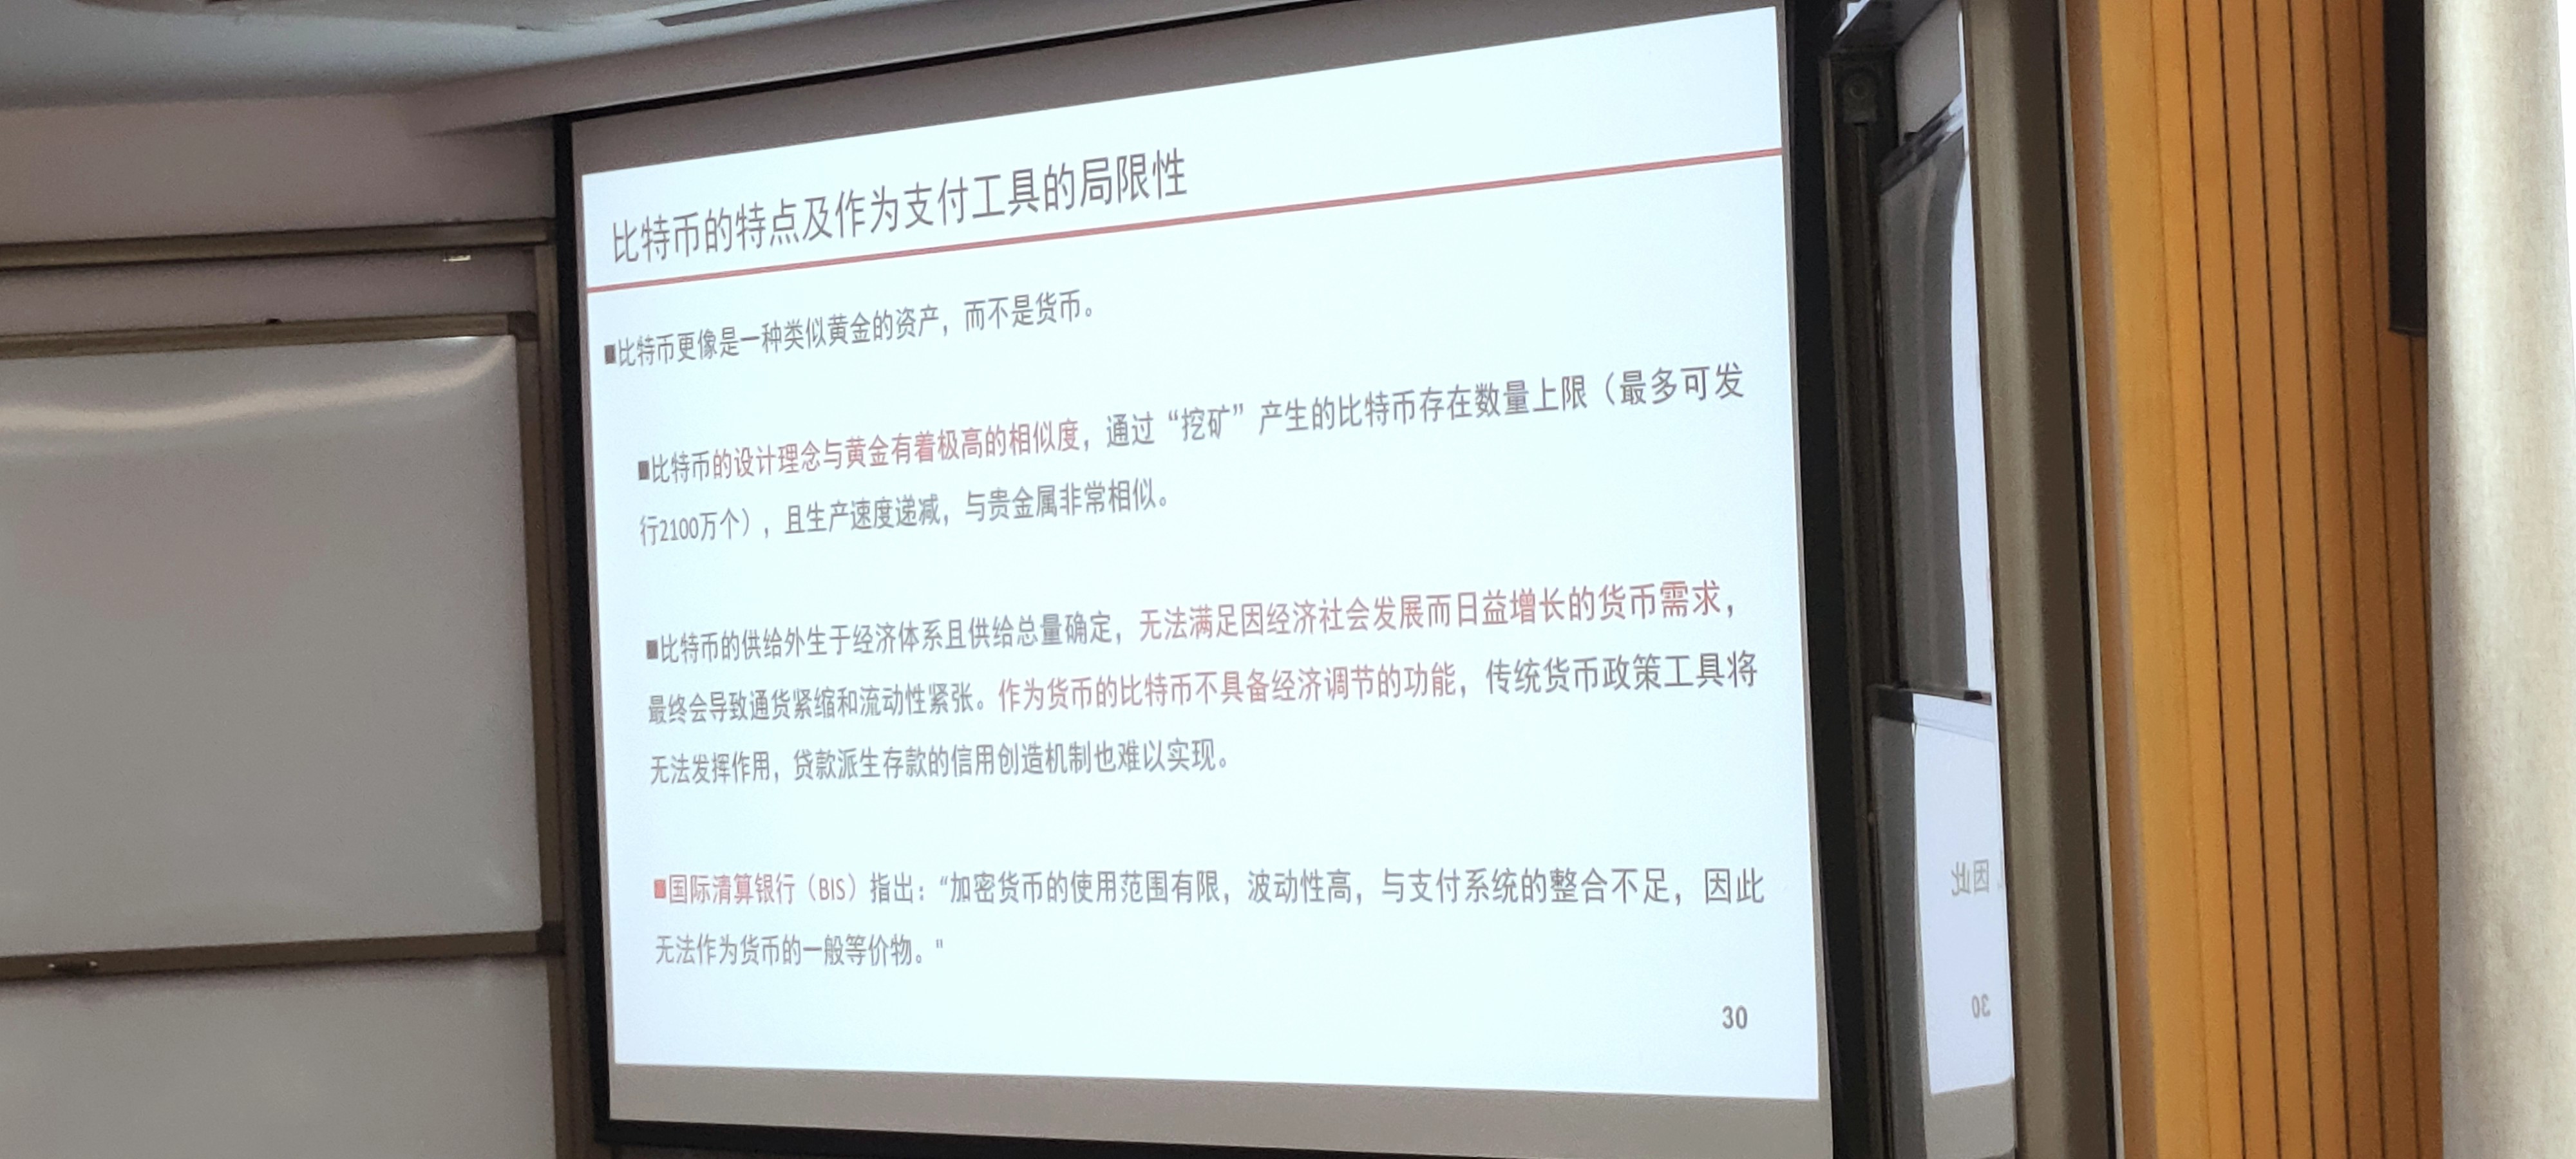 比特币的特点及作为支付工具的局限性
■比特币更像是一种类似黄金的资产，而不是货币。
■比特币的设计理念与黄金有着极高的相似度，通过“挖矿”产生的比特币存在数量上限（最多可发
行2100万个），且生产速度递减，与贵金属非常相似。
■比特币的供给外生于经济体系且供给总量确定，无法满足因经济社会发展而日益增长的货币需求，
最终会导致通货紧缩和流动性紧张。作为货币的比特币不具备经济调节的功能，传统货币政策工具将
无法发挥作用，贷款派生存款的信用创造机制也难以实现。
■国际清算银行（BIS）指出：“加密货币的使用范围有限，波动性高，与支付系统的整合不足，因此
无法作为货币的一般等价物。"
30
因此
30